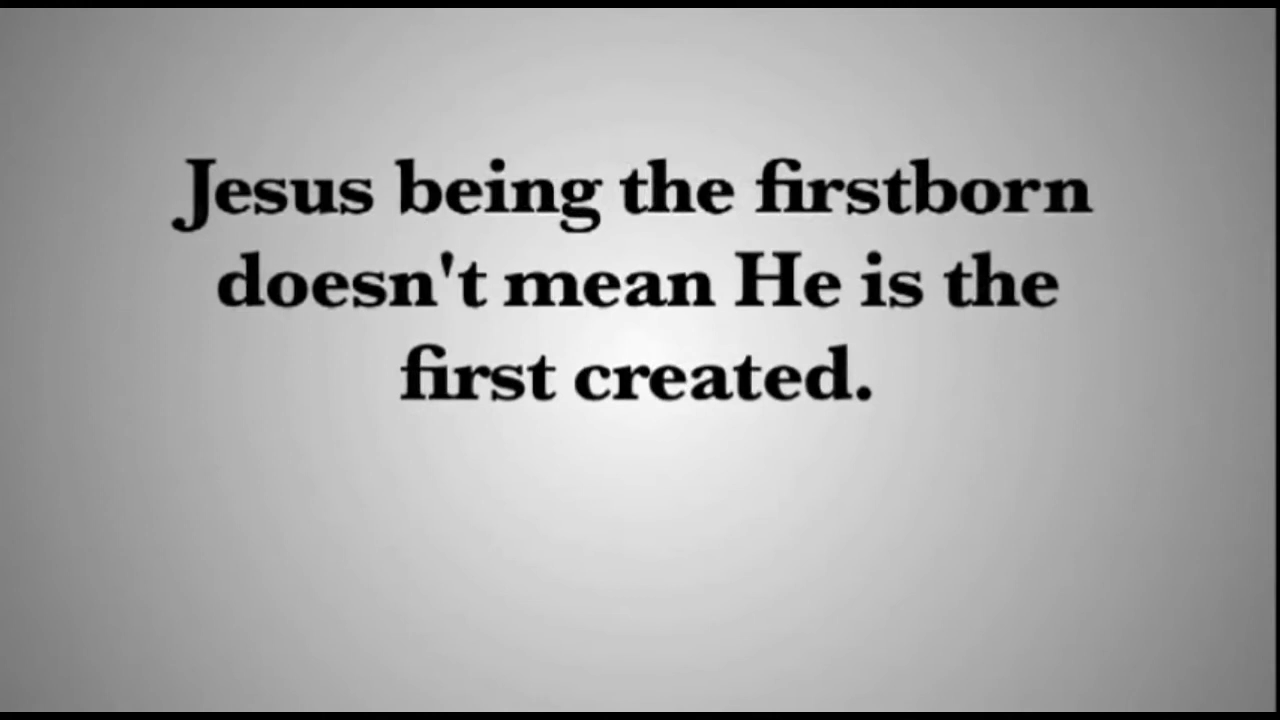 Jesus being the firstborn
doesn't mean He is the
first created.